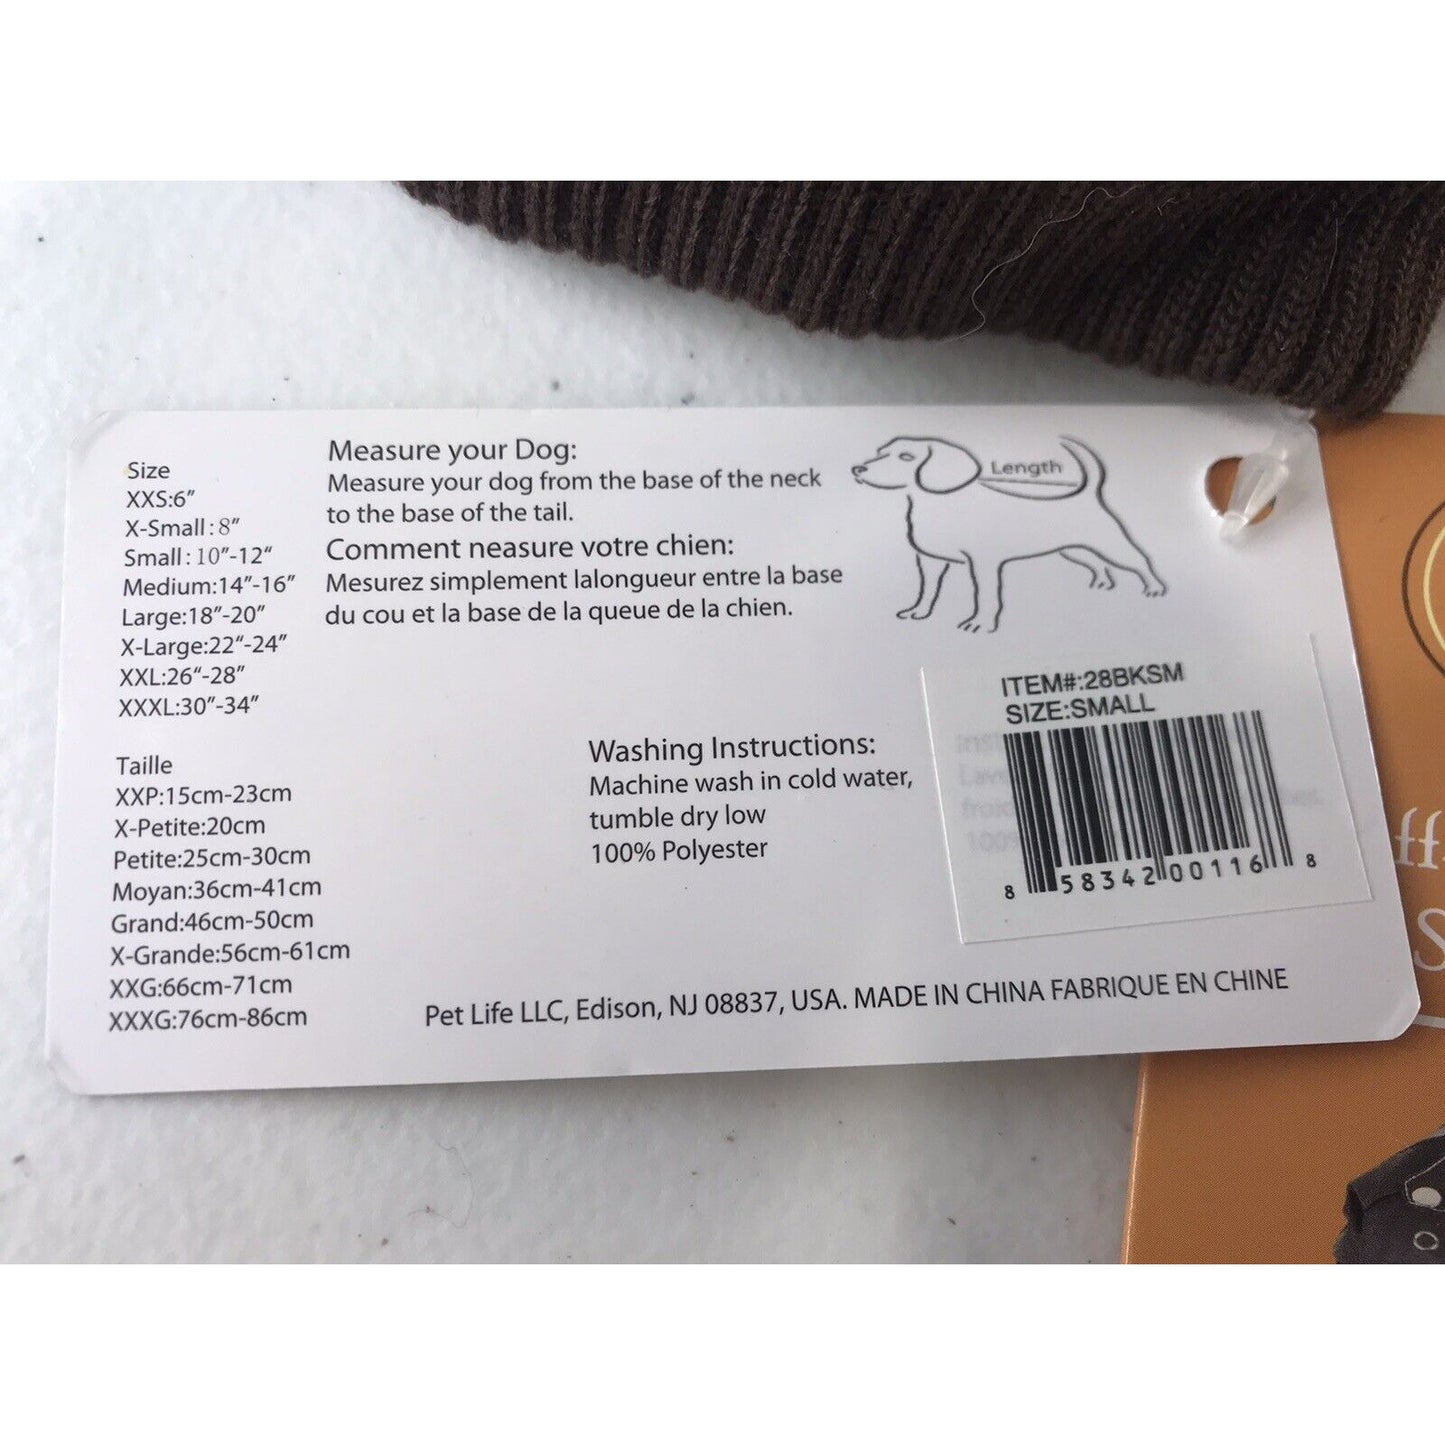 Size
XXS:6”
X-Small:8”
Small:10”-12“
Medium:14”-16”
Large:18”-20”
X-Large:22“-24“
XXL:26“-28”
XXXL:30”-34”
Taille
XXP:15cm-23cm
X-Petite:20cm
Petite:25cm-30cm
Moyan:36cm-41cm
Grand:46cm-50cm
X-Grande:56cm-61cm
XXG:66cm-71cm
XXXG:76cm-86cm
Measure your Dog:
Measure your dog from the base of the neck
to the base of the tail.
Comment neasure votre chien:
Mesurez simplement lalongueur entre la base
du cou et la base de la queue de la chien.
Length
Washing Instructions:
Machine wash in cold water,
tumble dry low
100% Polyester
ITEM#:28BKSM
SIZE:SMALL
8 58342 00116 8
Pet Life LLC, Edison, NJ 08837, USA. MADE IN CHINA FABRIQUE EN CHINE